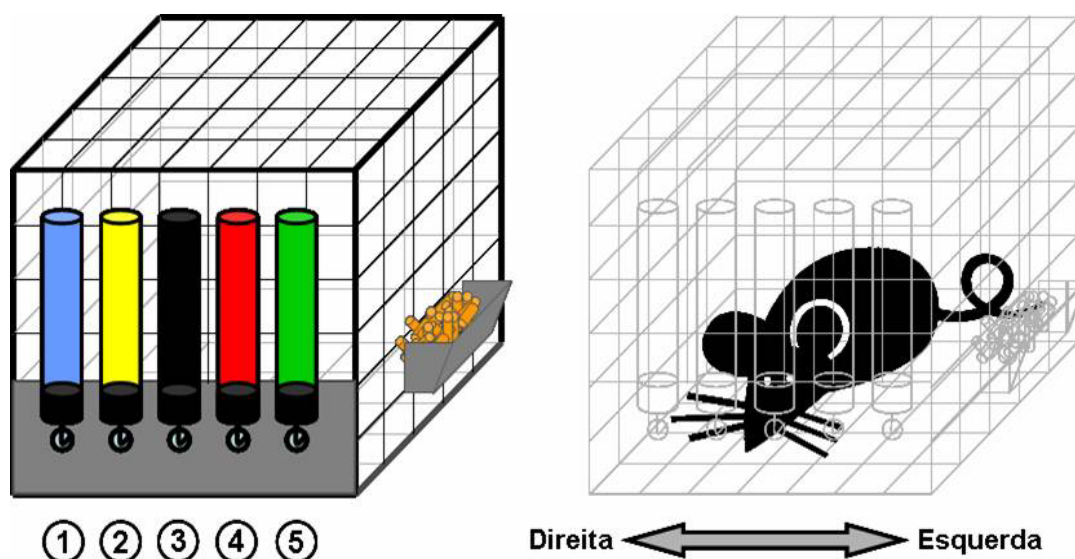 ① ② ③ ④ ⑤
Direita Esquerda